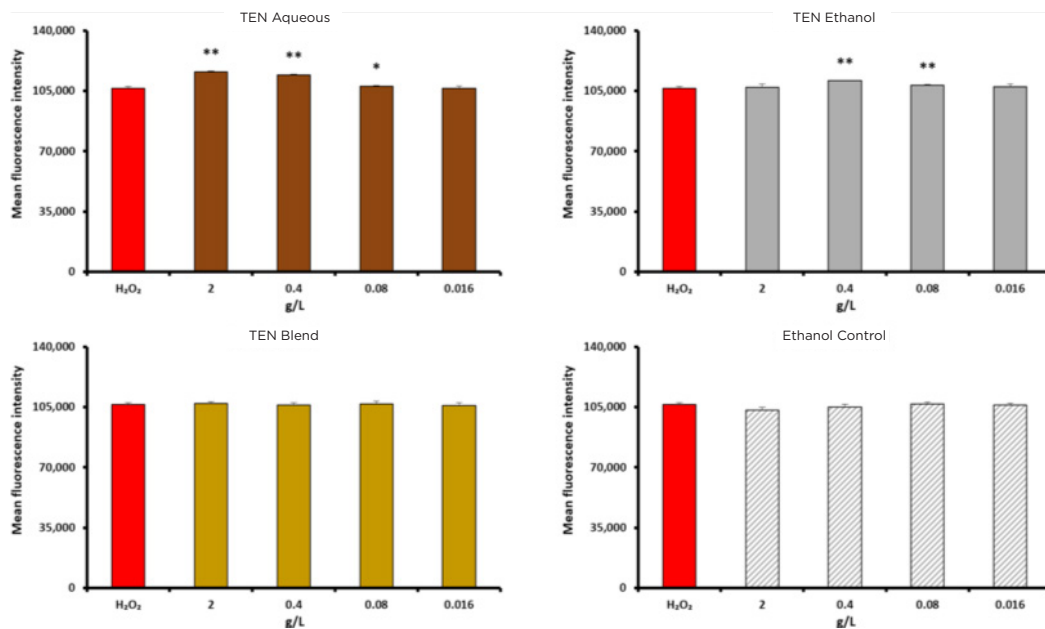 TEN Aqueous
140,000
105,000
70,000
35,000
0
Mean fluorescence intensity
** ** *
H₂O₂ 2 0.4 0.08 0.016
g/L
TEN Ethanol
140,000
105,000
70,000
35,000
0
Mean fluorescence intensity
** **
H₂O₂ 2 0.4 0.08 0.016
g/L
TEN Blend
140,000
105,000
70,000
35,000
0
Mean fluorescence intensity
H₂O₂ 2 0.4 0.08 0.016
g/L
Ethanol Control
140,000
105,000
70,000
35,000
0
Mean fluorescence intensity
H₂O₂ 2 0.4 0.08 0.016
g/L